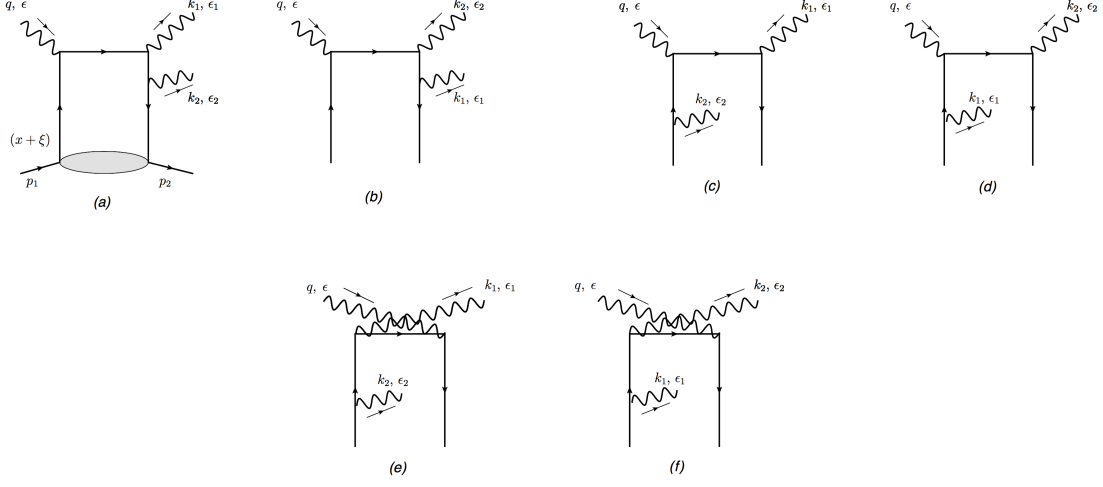 q, ϵ
k₁, ϵ₁
k₂, ϵ₂
(x + ξ)
p₁
p₂
(a)
q, ϵ
k₂, ϵ₂
k₁, ϵ₁
(b)
q, ϵ
k₁, ϵ₁
k₂, ϵ₂
(c)
q, ϵ
k₂, ϵ₂
k₁, ϵ₁
(d)
q, ϵ
k₁, ϵ₁
k₂, ϵ₂
(e)
q, ϵ
k₂, ϵ₂
k₁, ϵ₁
(f)